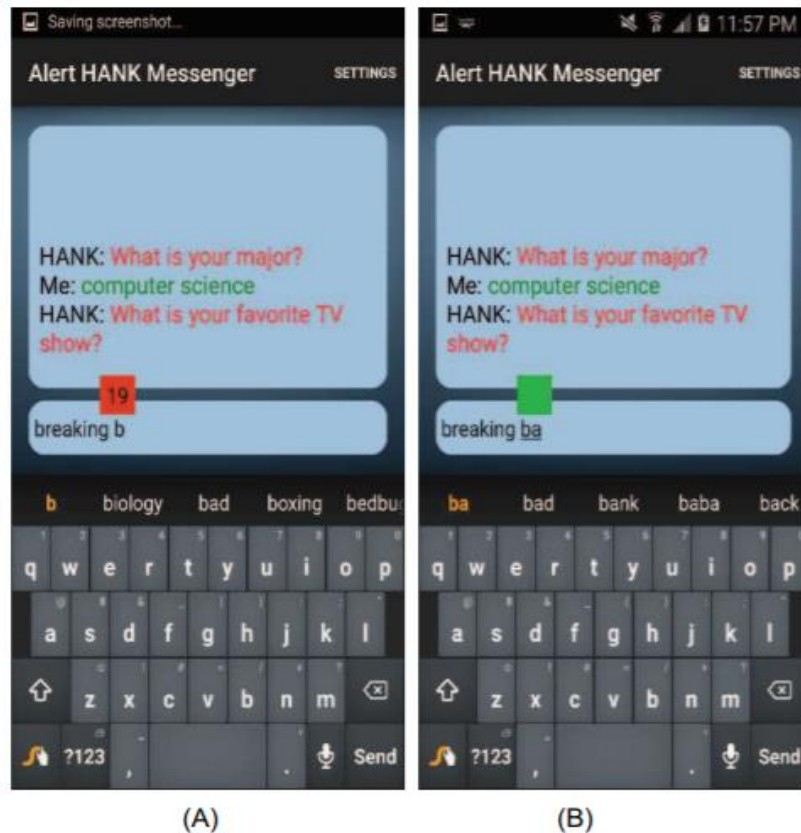 Saving screenshot...
Alert HANK Messenger SETTINGS
HANK: What is your major?
Me: computer science
HANK: What is your favorite TV
show?
19
breaking b
b biology bad boxing bedbu
q w e r t y u i o p
a s d f g h j k l
z x c v b n m
?123 , . Send
(A)
11:57 PM
Alert HANK Messenger SETTINGS
HANK: What is your major?
Me: computer science
HANK: What is your favorite TV
show?
breaking ba
ba bad bank baba back
q w e r t y u i o p
a s d f g h j k l
z x c v b n m
?123 , . Send
(B)